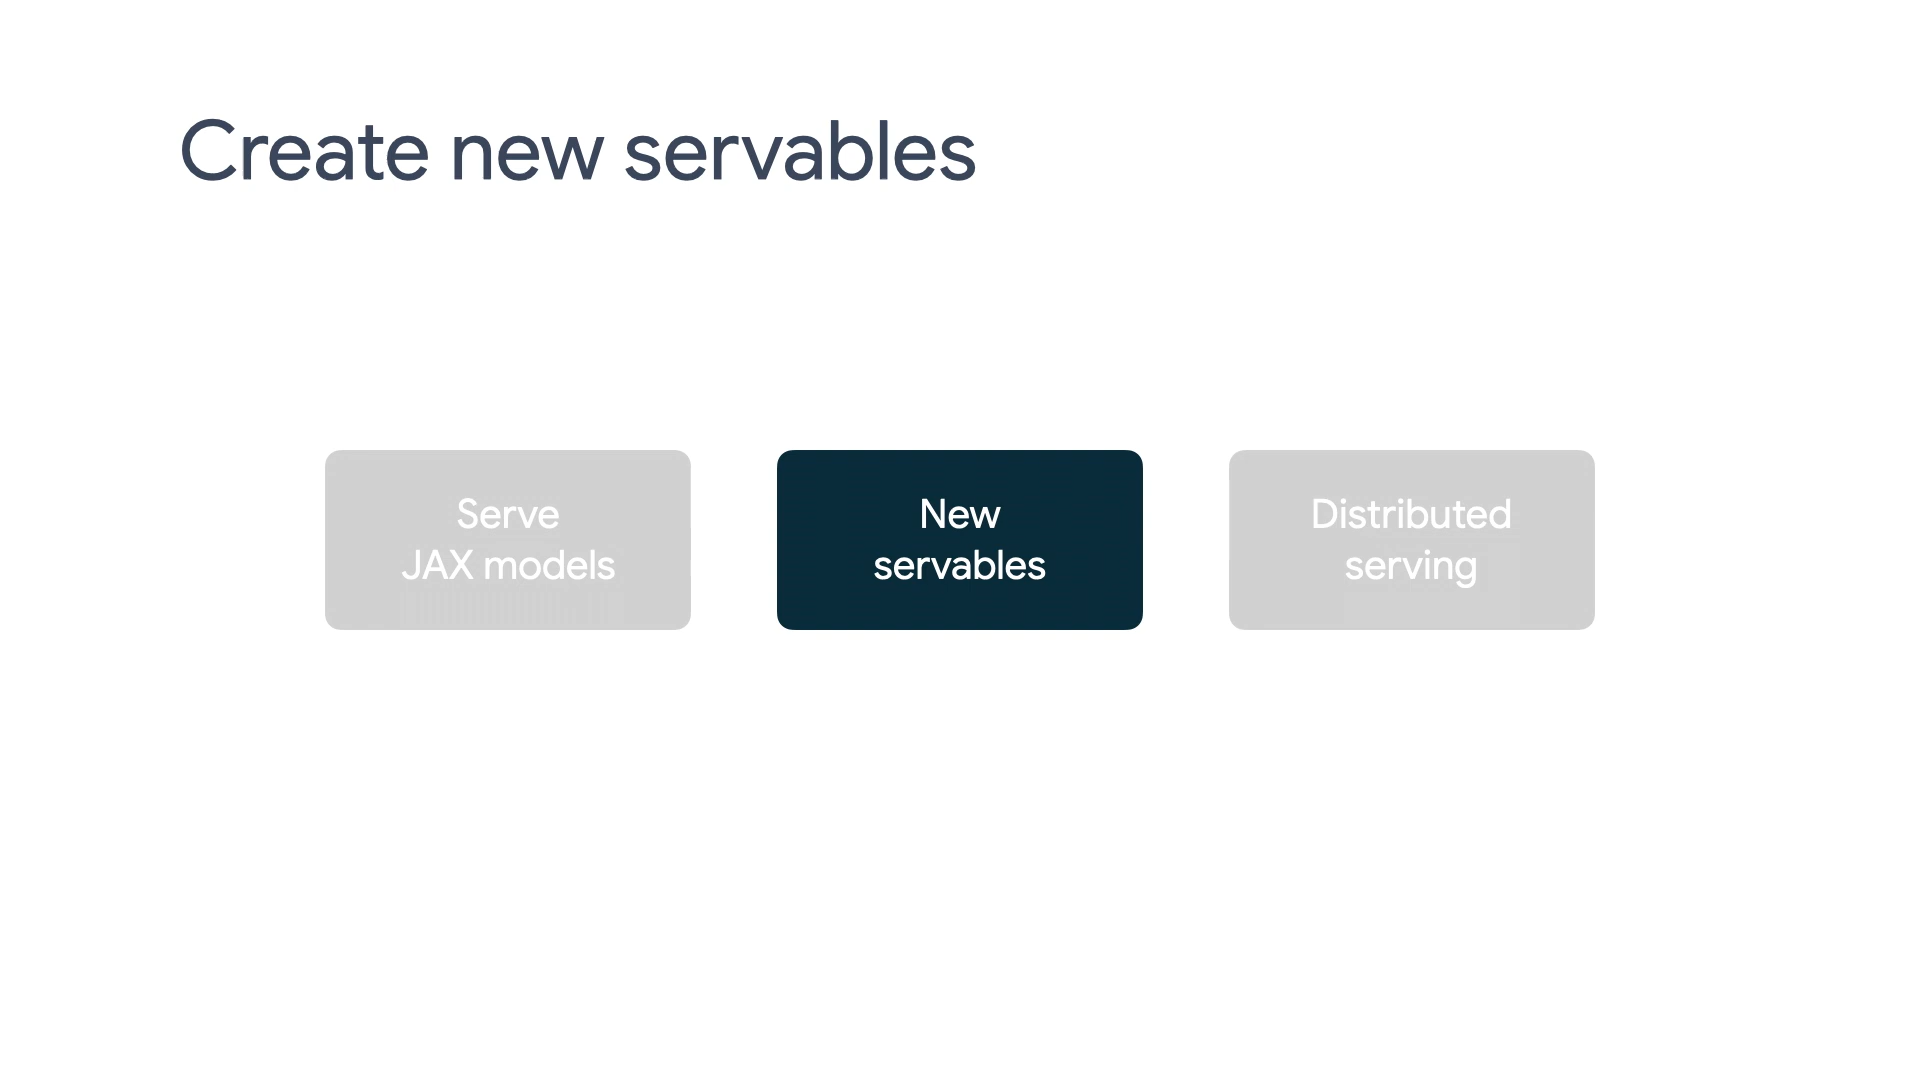 Create new servables
Serve
JAX models
New
servables
Distributed
serving